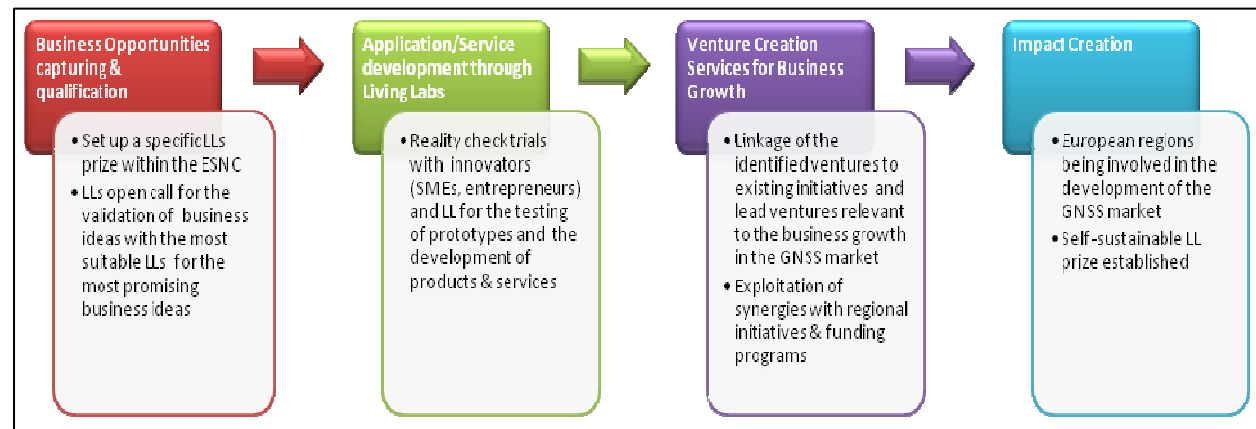 Business Opportunities
capturing &
qualification
• Set up a specific LLs
prize within the ESNC
• LLs open call for the
validation of business
ideas with the most
suitable LLs for the
most promising
business ideas
Application/Service
development through
Living Labs
• Reality check trials
with innovators
(SMEs, entrepreneurs)
and LL for the testing
of prototypes and the
development of
products & services
Venture Creation
Services for Business
Growth
• Linkage of the
identified ventures to
existing initiatives and
lead ventures relevant
to the business growth
in the GNSS market
• Exploitation of
synergies with regional
initiatives & funding
programs
Impact Creation
• European regions
being involved in the
development of the
GNSS market
• Self-sustainable LL
prize established